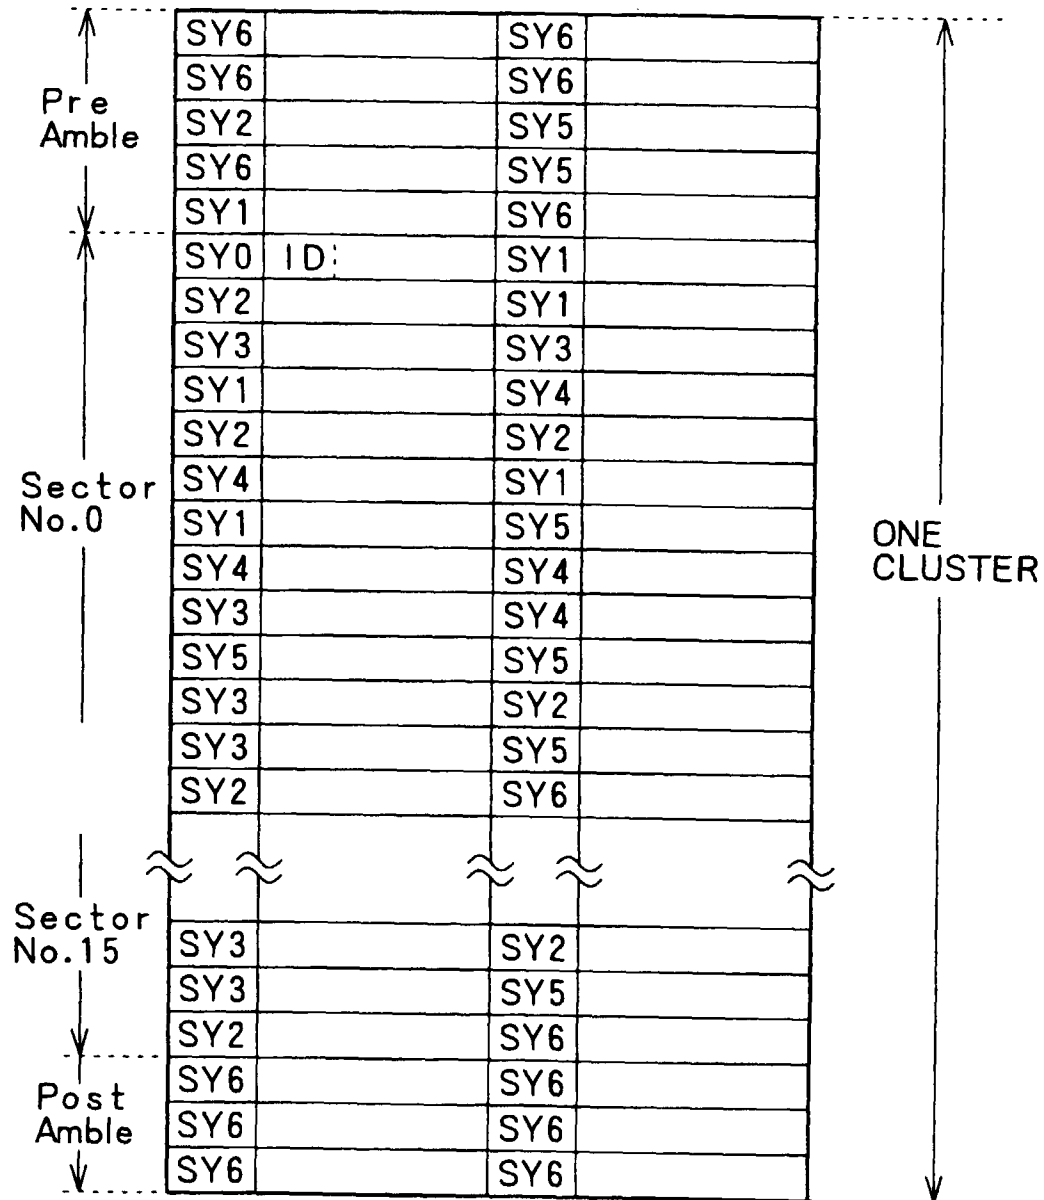 SY6 SY6
SY6 SY6
Pre
Amble
SY2 SY5
SY6 SY5
SY1 SY6
SY0 ID SY1
SY2 SY1
SY3 SY3
SY1 SY4
SY2 SY2
Sector
No.0
SY4 SY1
SY1 SY5
ONE
CLUSTER
SY4 SY4
SY3 SY4
SY5 SY5
SY3 SY2
SY3 SY5
SY2 SY6
Sector
No.15
SY3 SY2
SY3 SY5
SY2 SY6
Post
Amble
SY6 SY6
SY6 SY6
SY6 SY6